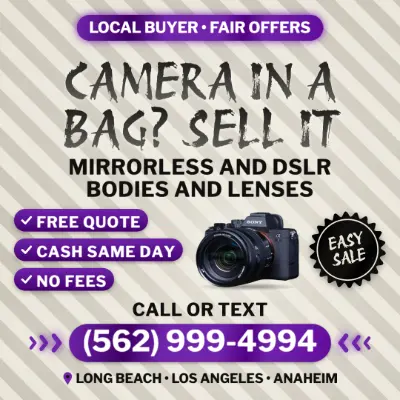 LOCAL BUYER • FAIR OFFERS
CAMERA IN A
BAG? SELL IT
MIRRORLESS AND DSLR
BODIES AND LENSES
✓ FREE QUOTE
✓ CASH SAME DAY
✓ NO FEES
SONY
EASY
SALE
CALL OR TEXT
(562) 999-4994
LONG BEACH • LOS ANGELES • ANAHEIM